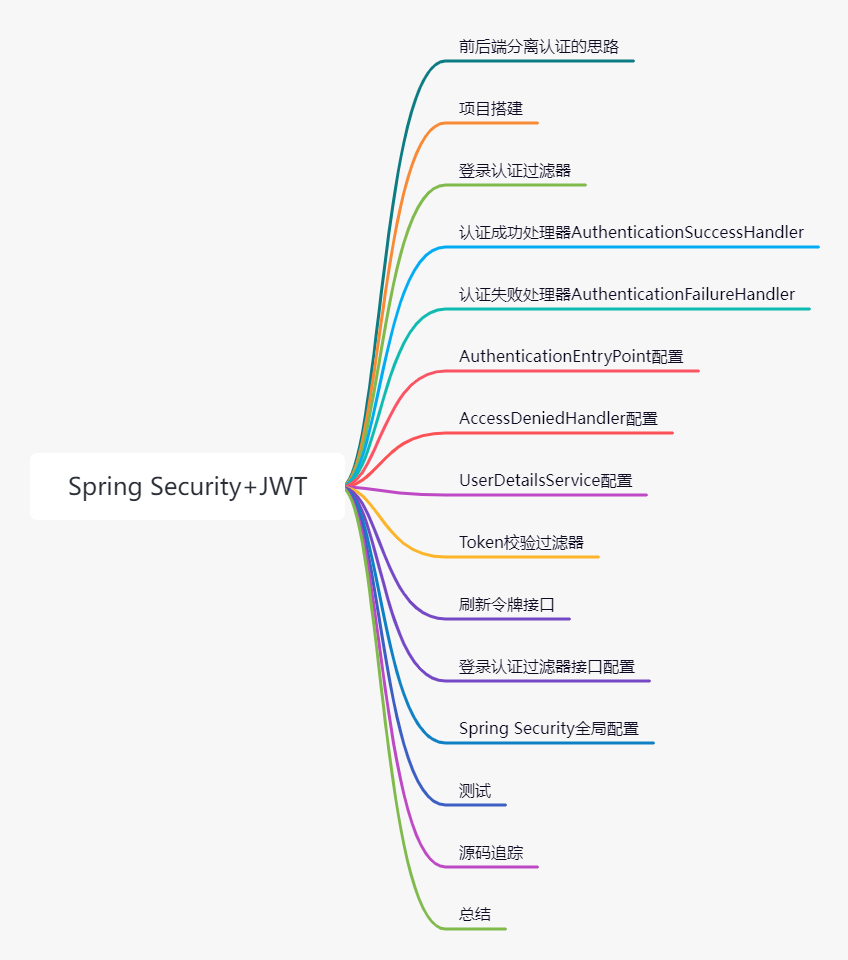 前后端分离认证的思路
项目搭建
登录认证过滤器
认证成功处理器AuthenticationSuccessHandler
认证失败处理器AuthenticationFailureHandler
AuthenticationEntryPoint配置
AccessDeniedHandler配置
Spring Security+JWT
UserDetailsService配置
Token校验过滤器
刷新令牌接口
登录认证过滤器接口配置
Spring Security全局配置
测试
源码追踪
总结